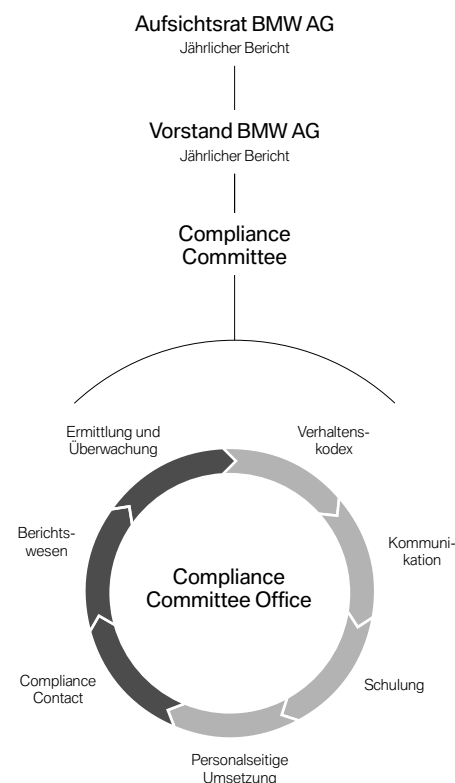 Aufsichtsrat BMW AG
Jährlicher Bericht
Vorstand BMW AG
Jährlicher Bericht
Compliance
Committee
Ermittlung und
Überwachung
Verhaltens-
kodex
Berichts-
wesen
Kommuni-
kation
Compliance
Committee Office
Compliance
Contact
Schulung
Personalseitige
Umsetzung